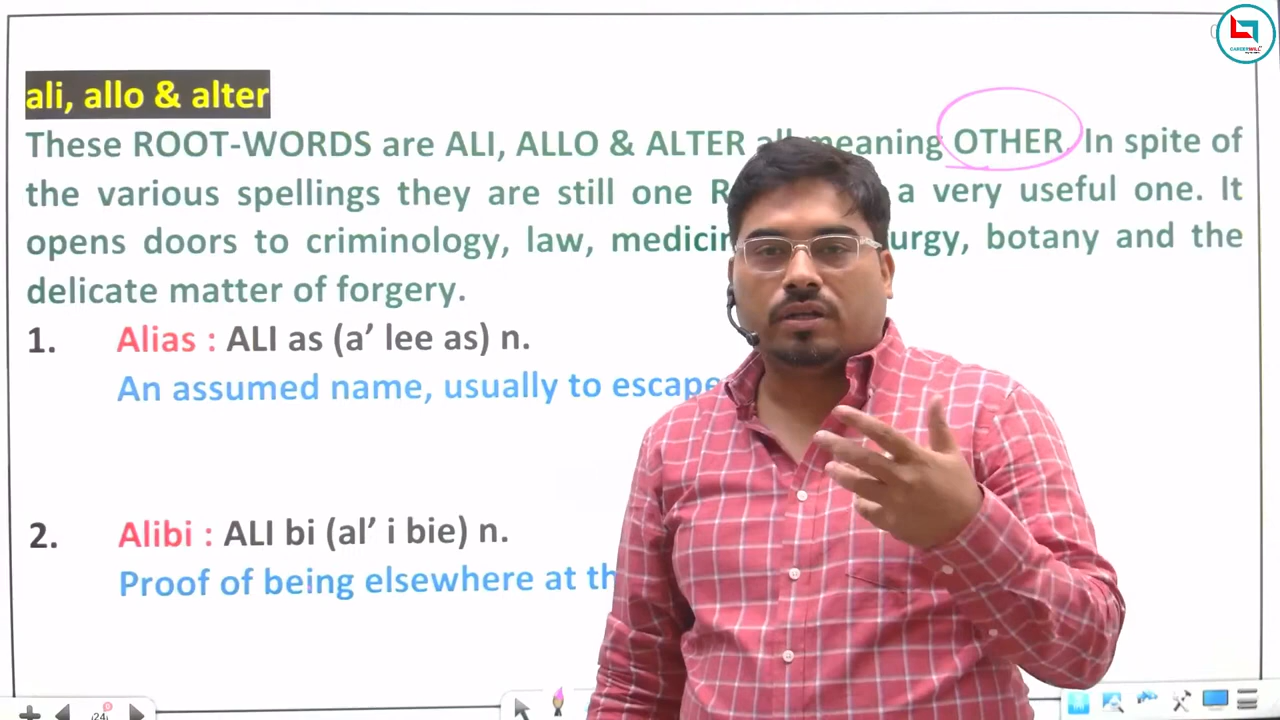 ali, allo & alter
These ROOT-WORDS are ALI, ALLO & ALTER all meaning OTHER. In spite of
the various spellings they are still one a very useful one. It
opens doors to criminology, law, botany and the
delicate matter of forgery.
1. Alias : ALI as (a’ lee as) n.
An assumed name, usually to escape
2. Alibi : ALI bi (al’ i bie) n.
Proof of being elsewhere at
24